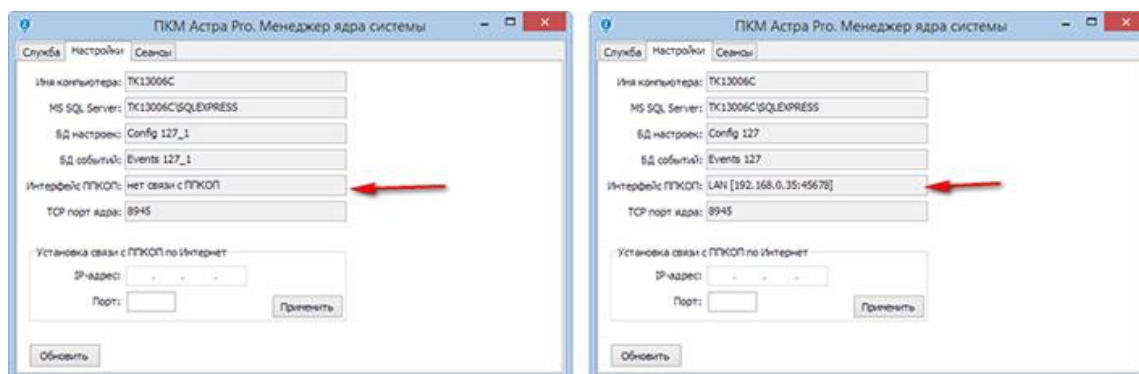 ПКМ Астра Pro. Менеджер ядра системы
Служба Настройки Сеансы
Имя компьютера: TK13006C
MS SQL Server: TK13006C\SQLEXPRESS
БД настроек: Config 127_1
БД событий: Events 127_1
Интерфейс ППКОП: нет связи с ППКОП
TCP порт ядра: 8945
Установка связи с ППКОП по Интернет
IP-адрес: . . .
Порт:
Применить
Обновить
ПКМ Астра Pro. Менеджер ядра системы
Служба Настройки Сеансы
Имя компьютера: TK13006C
MS SQL Server: TK13006C\SQLEXPRESS
БД настроек: Config 127
БД событий: Events 127
Интерфейс ППКОП: LAN [192.168.0.35:45678]
TCP порт ядра: 8945
Установка связи с ППКОП по Интернет
IP-адрес: . . .
Порт:
Применить
Обновить